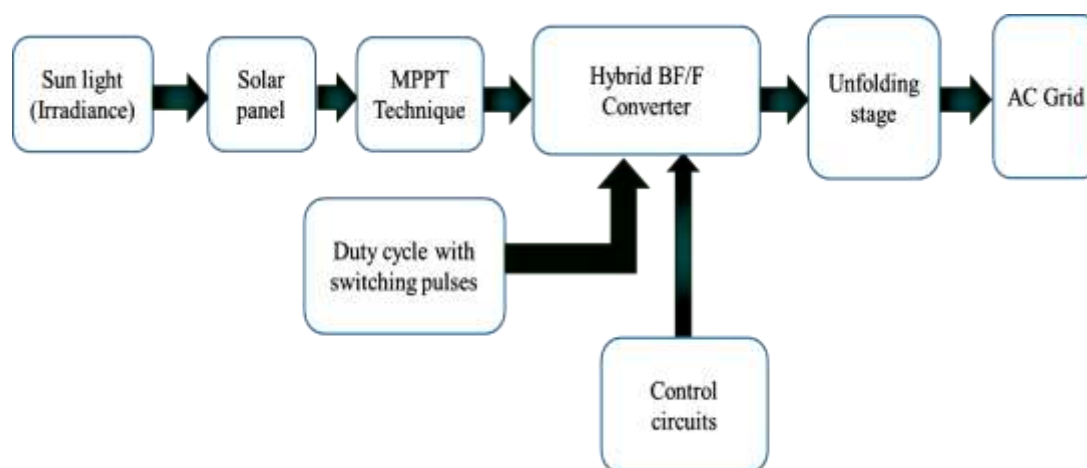 Sun light
(Irradiance)
Solar
panel
MPPT
Technique
Hybrid BF/F
Converter
Unfolding
stage
AC Grid
Duty cycle with
switching pulses
Control
circuits